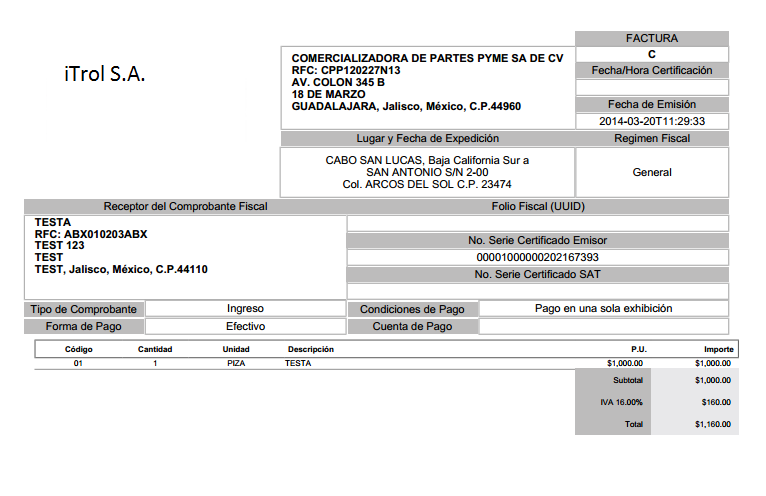 iTrol S.A.
COMERCIALIZADORA DE PARTES PYME SA DE CV
RFC: CPP120227N13
AV. COLON 345 B
18 DE MARZO
GUADALAJARA, Jalisco, México, C.P.44960
FACTURA
C
Fecha/Hora Certificación
Fecha de Emisión
2014-03-20T11:29:33
Lugar y Fecha de Expedición
Regimen Fiscal
CABO SAN LUCAS, Baja California Sur a
SAN ANTONIO S/N 2-00
Col. ARCOS DEL SOL C.P. 23474
General
Receptor del Comprobante Fiscal
Folio Fiscal (UUID)
TESTA
RFC: ABX010203ABX
TEST 123
TEST
TEST, Jalisco, México, C.P.44110
No. Serie Certificado Emisor
00001000000202167393
No. Serie Certificado SAT
Tipo de Comprobante Ingreso Condiciones de Pago Pago en una sola exhibición
Forma de Pago Efectivo Cuenta de Pago
Código Cantidad Unidad Descripción P.U. Importe
01 1 PIZA TESTA $1,000.00 $1,000.00
Subtotal $1,000.00
IVA 16.00% $160.00
Total $1,160.00